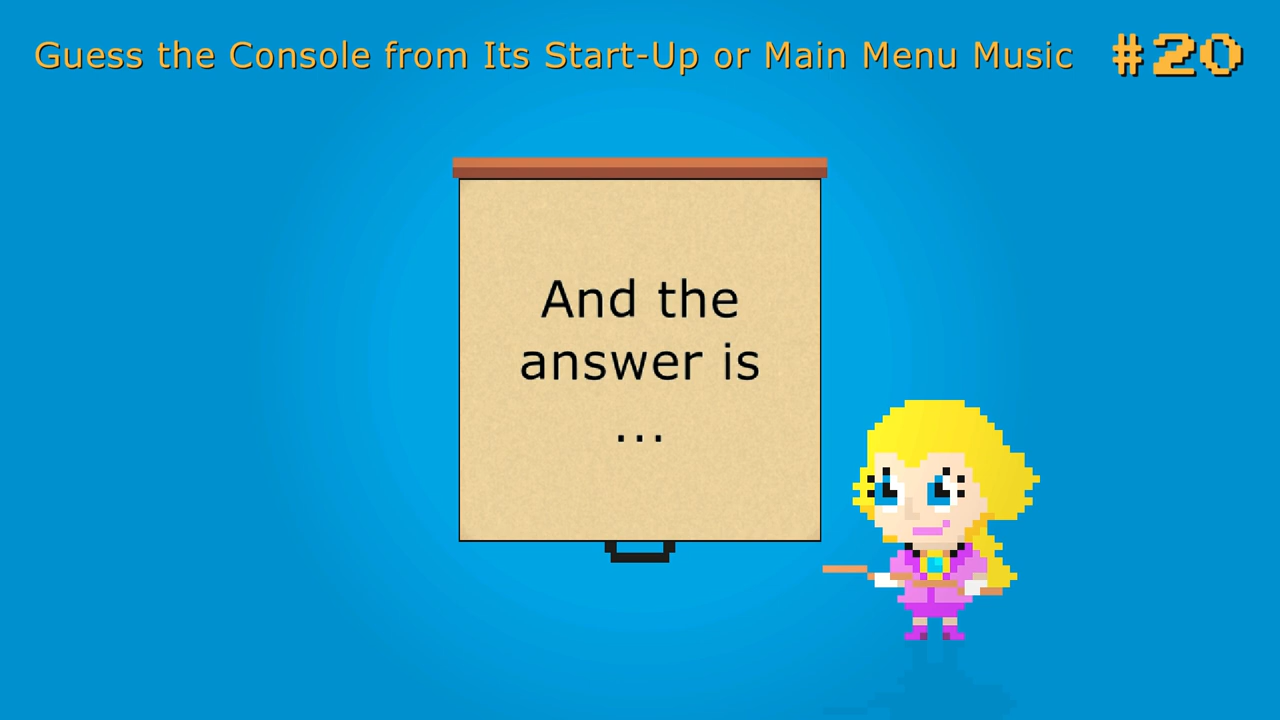 Guess the Console from Its Start-Up or Main Menu Music #20
And the
answer is
...